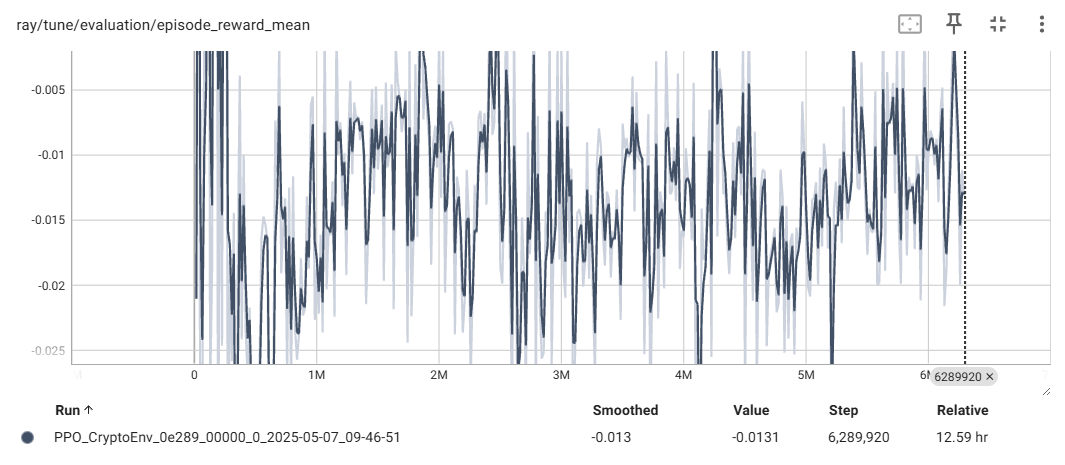 ray/tune/evaluation/episode_reward_mean
-0.005
-0.01
-0.015
-0.02
-0.025
0 1M 2M 3M 4M 5M 6289920 ×
Run ↑ Smoothed Value Step Relative
PPO_CryptoEnv_0e289_00000_0_2025-05-07_09-46-51 -0.013 -0.0131 6,289,920 12.59 hr